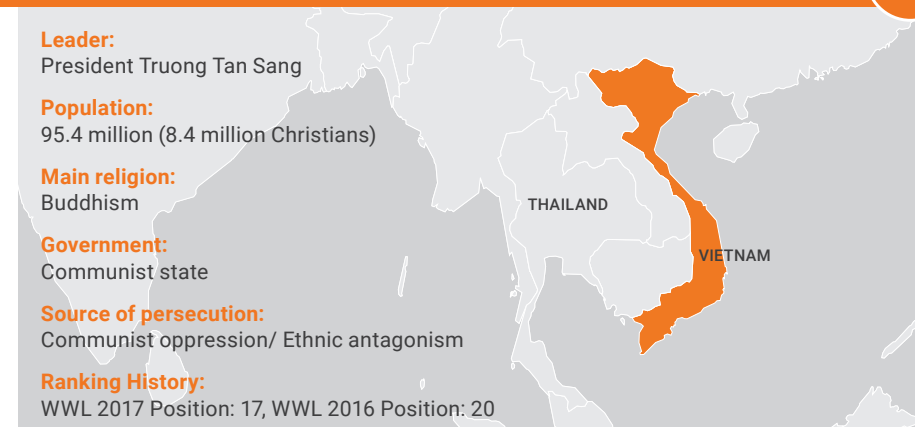 Leader:
President Truong Tan Sang
Population:
95.4 million (8.4 million Christians)
Main religion:
Buddhism
Government:
Communist state
Source of persecution:
Communist oppression/ Ethnic antagonism
Ranking History:
WWL 2017 Position: 17, WWL 2016 Position: 20
THAILAND
VIETNAM